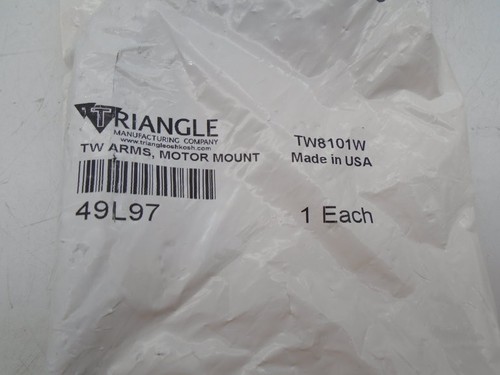 TRIANGLE
MANUFACTURING COMPANY
www.triangleoshkosh.com
TW ARMS, MOTOR MOUNT
49L97
TW8101W
Made in USA
1 Each